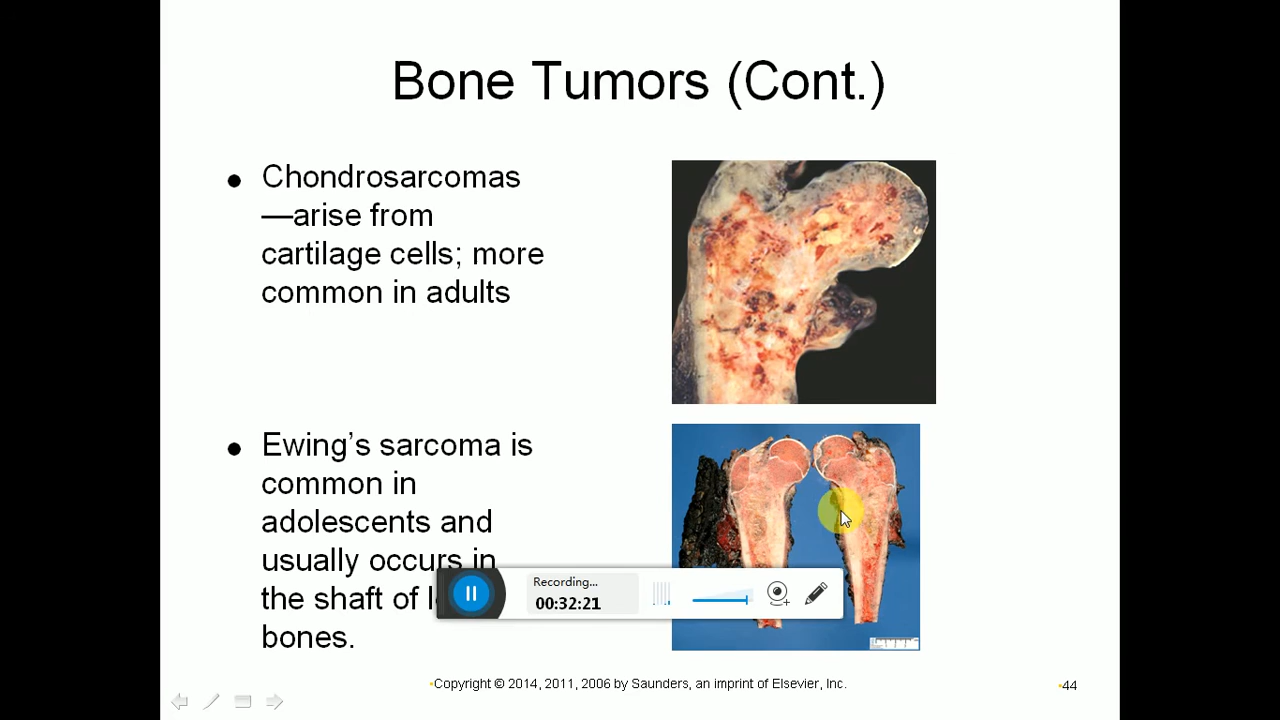 Bone Tumors (Cont.)
• Chondrosarcomas
—arise from
cartilage cells; more
common in adults
• Ewing’s sarcoma is
common in
adolescents and
usually occurs in
the shaft of
bones.
Recording...
00:32:21
•Copyright © 2014, 2011, 2006 by Saunders, an imprint of Elsevier, Inc.
•44